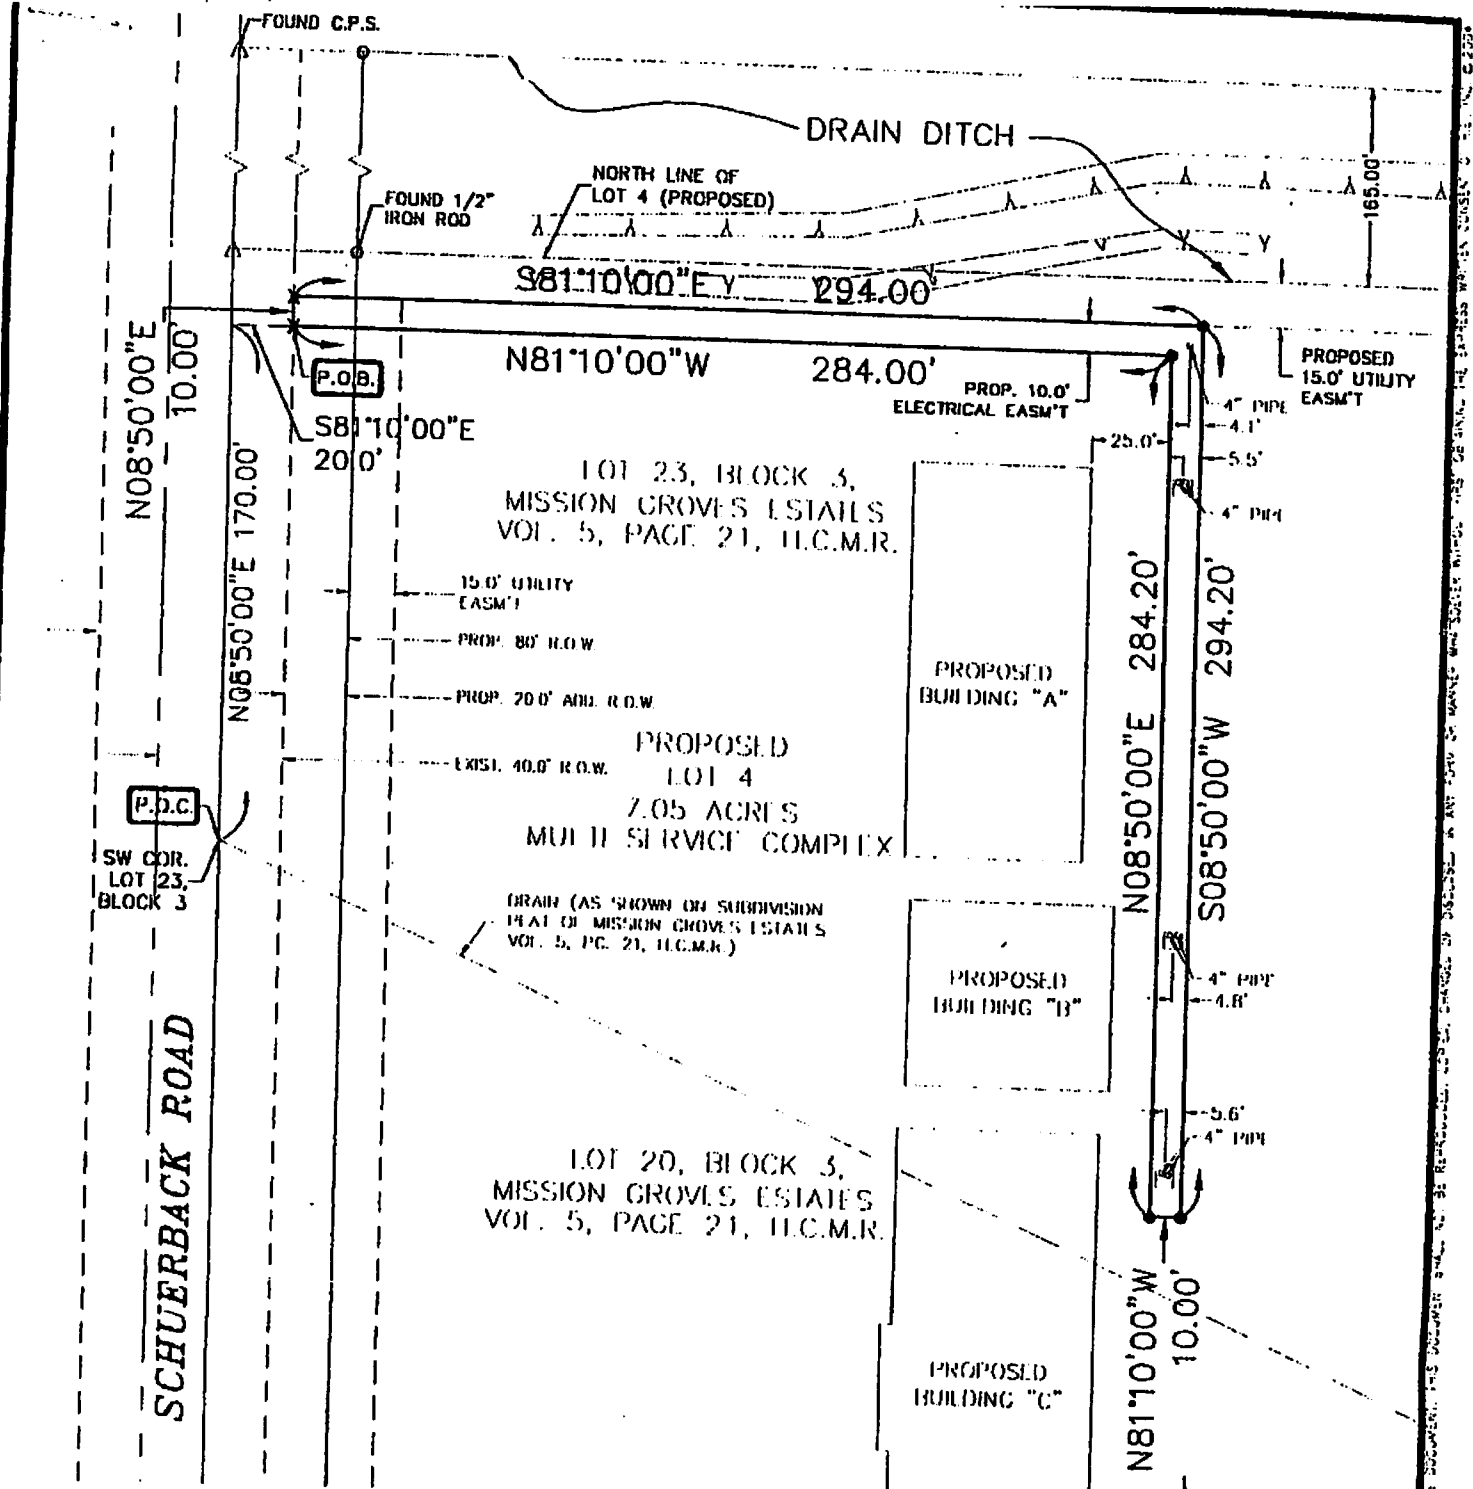 FOUND C.P.S.
DRAIN DITCH
NORTH LINE OF
LOT 4 (PROPOSED)
FOUND 1/2"
IRON ROD
165.00'
S81°10'00"E 294.00'
N81°10'00"W 284.00'
P.O.B.
PROP. 10.0'
ELECTRICAL EASM'T
PROPOSED
15.0' UTILITY
EASM'T
N08°50'00"E
10.00'
S81°10'00"E
20.0'
4" PIPE
4.1'
25.0'
5.5'
4" PIPE
LOT 23, BLOCK 3,
MISSION GROVES ESTATES
VOL. 5, PAGE 21, H.C.M.R.
N08°50'00"E 170.00'
15.0' UTILITY
EASM'T
PROP. 80' R.O.W.
PROP. 20.0' ADD. R.O.W.
EXIST. 40.0' R.O.W.
PROPOSED
LOT 4
7.05 ACRES
MULTI SERVICE COMPLEX
PROPOSED
BUILDING "A"
N08°50'00"E 284.20'
S08°50'00"W 294.20'
P.O.C.
SW COR.
LOT 23,
BLOCK 3
DRAIN (AS SHOWN ON SUBDIVISION
PLAT OF MISSION GROVES ESTATES
VOL. 5, PG. 21, H.C.M.R.)
PROPOSED
BUILDING "B"
4" PIPE
4.8'
5.6'
4" PIPE
SCHUERBACK ROAD
LOT 20, BLOCK 3,
MISSION GROVES ESTATES
VOL. 5, PAGE 21, H.C.M.R.
PROPOSED
BUILDING "C"
N81°10'00"W
10.00'